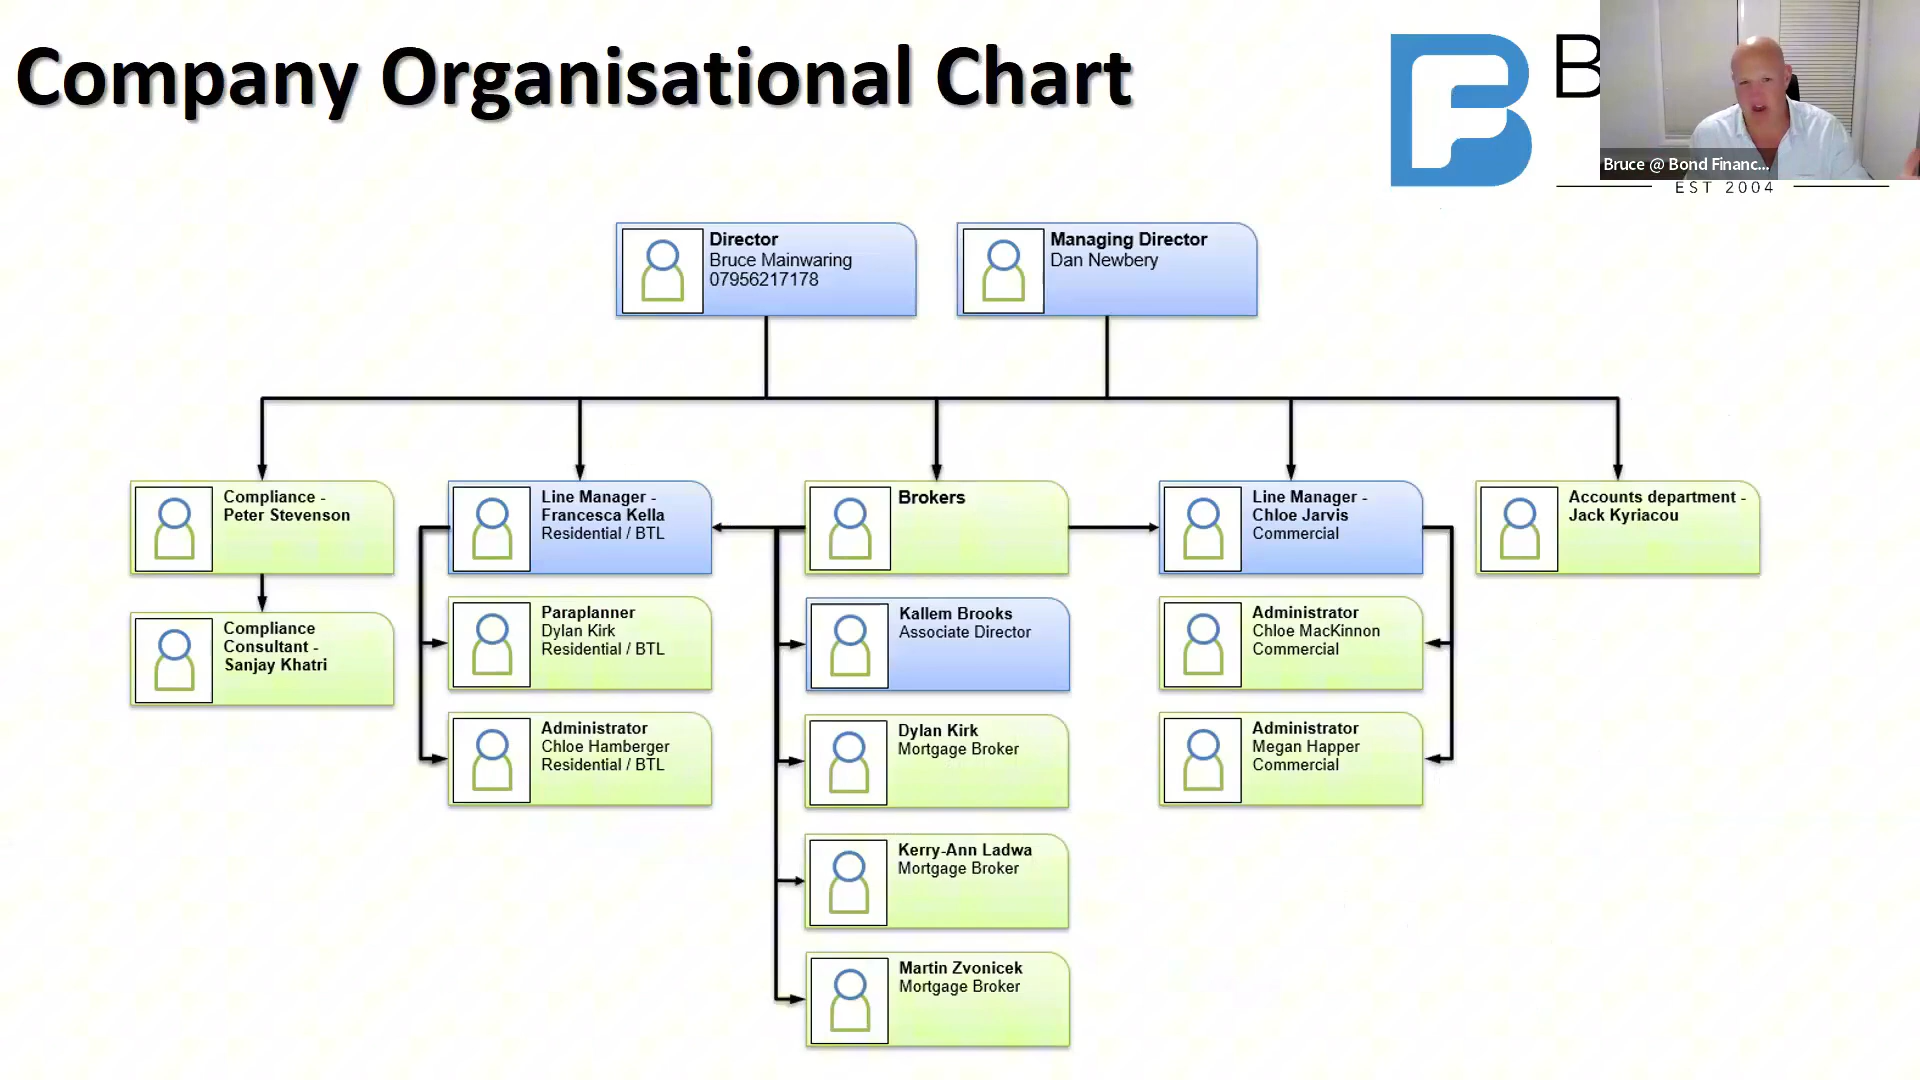 Company Organisational Chart
B
Bruce @ Bond Financ...
EST 2004
Director
Bruce Mainwaring
07956217178
Managing Director
Dan Newbery
Compliance -
Peter Stevenson
Line Manager -
Francesca Kella
Residential / BTL
Brokers
Line Manager -
Chloe Jarvis
Commercial
Accounts department -
Jack Kyriacou
Compliance
Consultant -
Sanjay Khatri
Paraplanner
Dylan Kirk
Residential / BTL
Kallem Brooks
Associate Director
Administrator
Chloe MacKinnon
Commercial
Administrator
Chloe Hamberger
Residential / BTL
Dylan Kirk
Mortgage Broker
Administrator
Megan Happer
Commercial
Kerry-Ann Ladwa
Mortgage Broker
Martin Zvonicek
Mortgage Broker